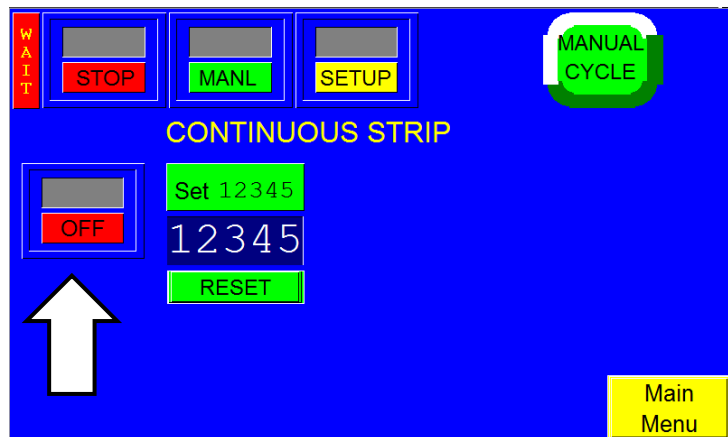 WAIT
STOP
MANL
SETUP
MANUAL
CYCLE
CONTINUOUS STRIP
Set 12345
OFF
12345
RESET
Main
Menu